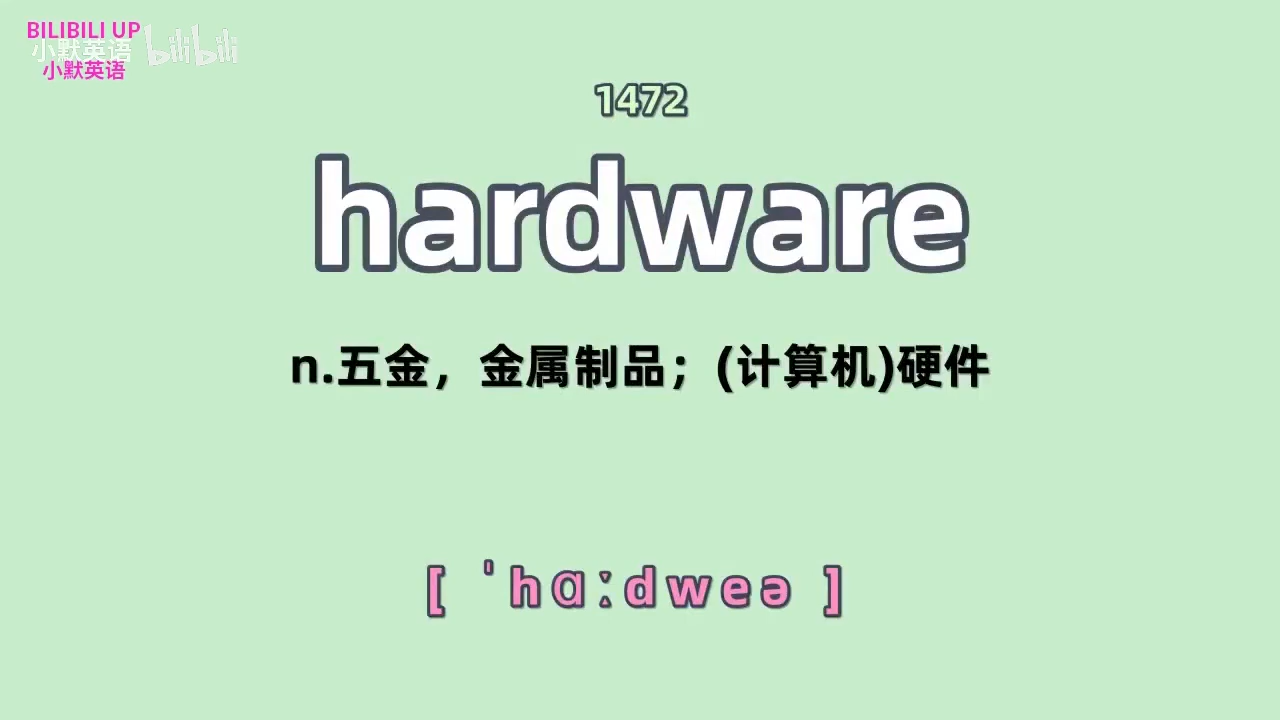 BILIBILI UP
小默英语 bilibili
小默英语
1472
hardware
n.五金，金属制品；(计算机)硬件
[ ˈhɑːdweə ]